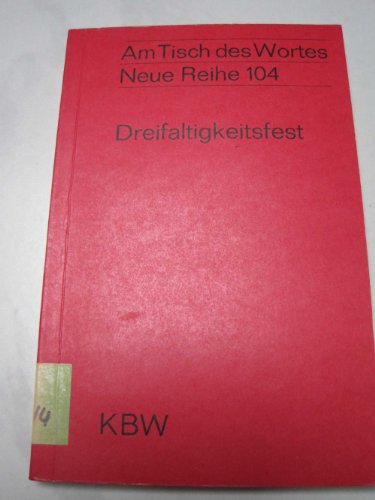 Am Tisch des Wortes
Neue Reihe 104
Dreifaltigkeitsfest
14
KBW